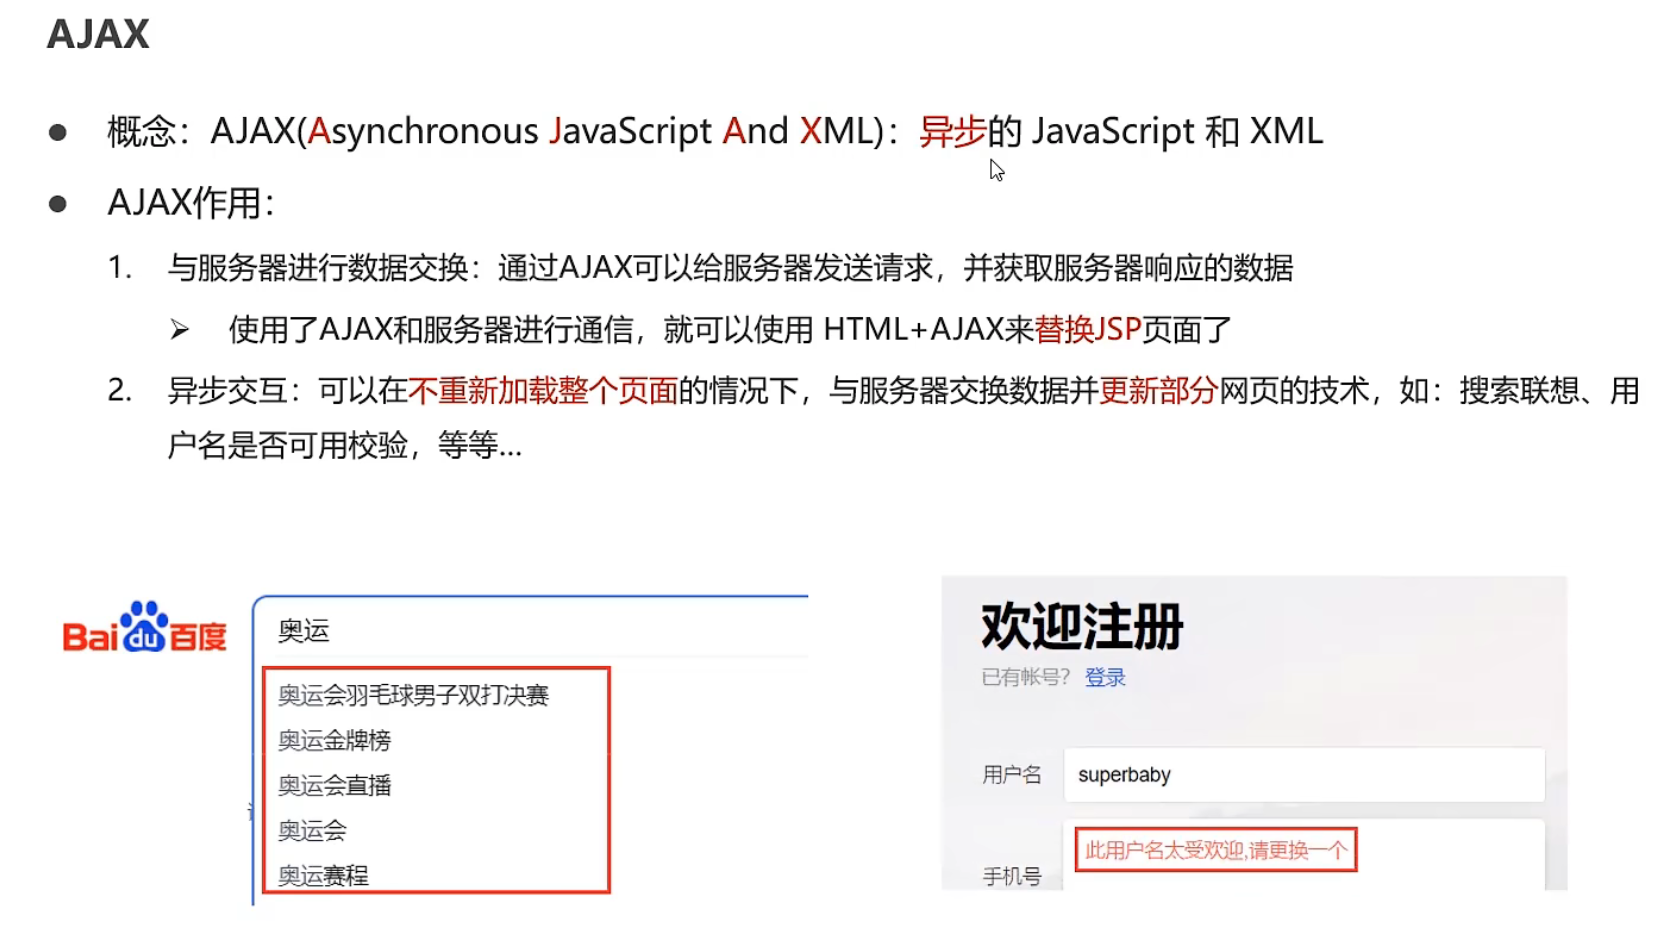 AJAX
● 概念：AJAX(Asynchronous JavaScript And XML)：异步的 JavaScript 和 XML
● AJAX作用：
1. 与服务器进行数据交换：通过AJAX可以给服务器发送请求，并获取服务器响应的数据
➢ 使用了AJAX和服务器进行通信，就可以使用 HTML+AJAX来替换JSP页面了
2. 异步交互：可以在不重新加载整个页面的情况下，与服务器交换数据并更新部分网页的技术，如：搜索联想、用
户名是否可用校验，等等...
Bai du 百度
奥运
奥运会羽毛球男子双打决赛
奥运金牌榜
奥运会直播
奥运会
奥运赛程
欢迎注册
已有帐号？ 登录
用户名 superbaby
此用户名太受欢迎,请更换一个
手机号